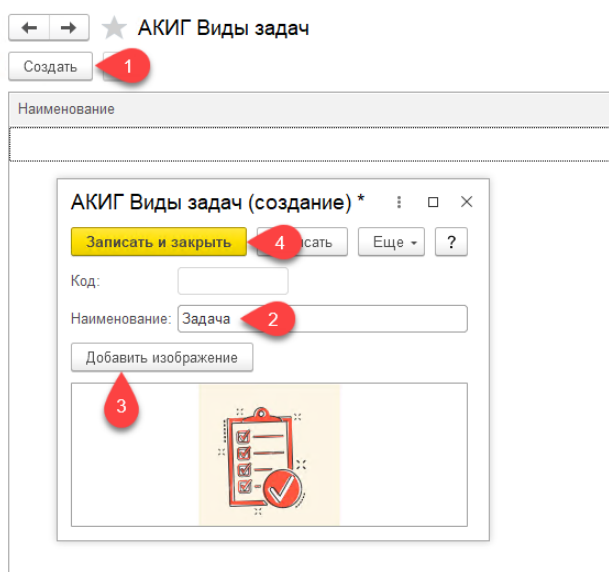 АКИГ Виды задач
Создать
1
Наименование
АКИГ Виды задач (создание) *
Записать и закрыть
4
Еще
?
Код:
Наименование: Задача
2
Добавить изображение
3